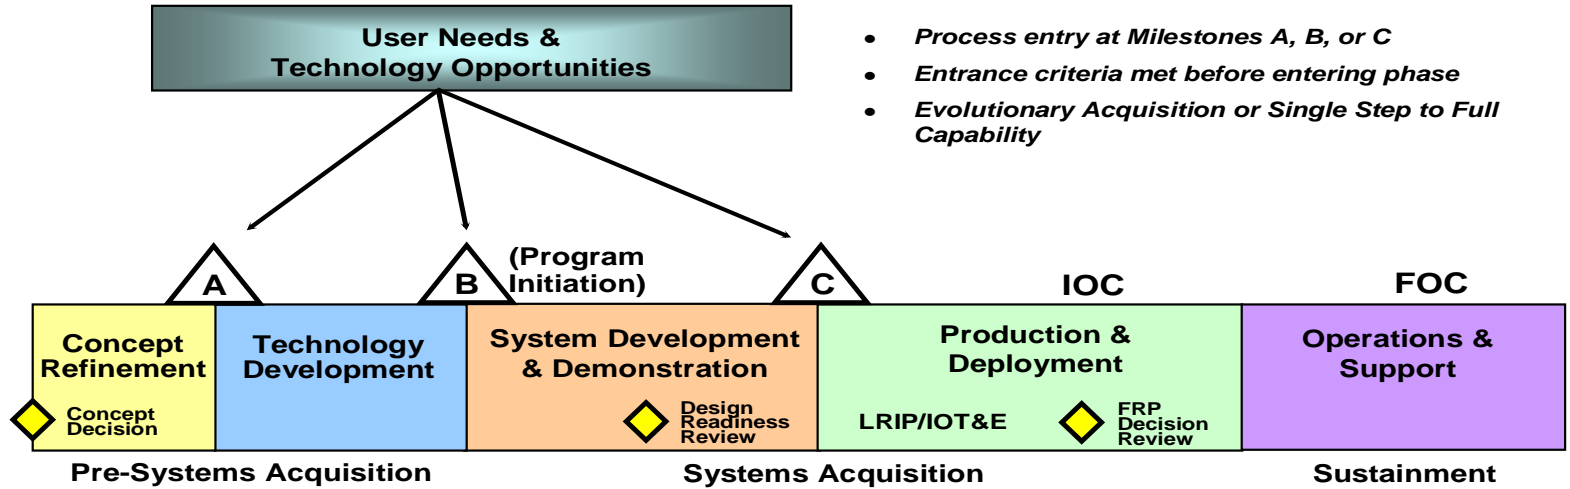 User Needs &
Technology Opportunities
● Process entry at Milestones A, B, or C
● Entrance criteria met before entering phase
● Evolutionary Acquisition or Single Step to Full
Capability
A
B
(Program
Initiation)
C
IOC
FOC
Concept
Refinement
Concept
Decision
Technology
Development
System Development
& Demonstration
Design
Readiness
Review
Production &
Deployment
LRIP/IOT&E
FRP
Decision
Review
Operations &
Support
Pre-Systems Acquisition
Systems Acquisition
Sustainment